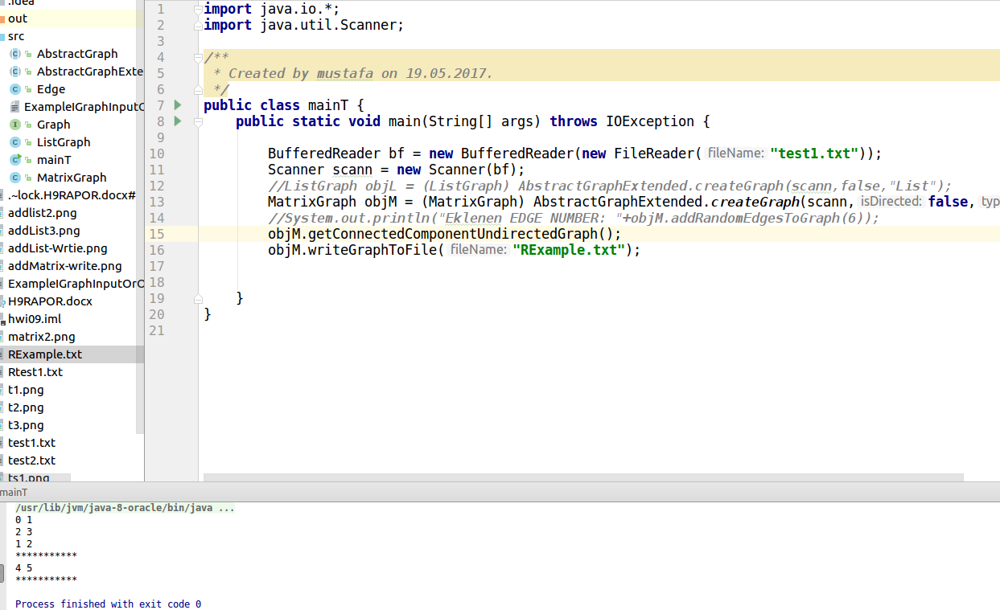 .idea
out
src
AbstractGraph
AbstractGraphExte
Edge
ExampleIGraphInputO
Graph
ListGraph
mainT
MatrixGraph
.~lock.H9RAPOR.docx#
addlist2.png
addList3.png
addList-Wrtie.png
addMatrix-write.png
ExampleIGraphInputOrO
H9RAPOR.docx
hwi09.iml
matrix2.png
RExample.txt
Rtest1.txt
t1.png
t2.png
t3.png
test1.txt
test2.txt
ts1.png
1 import java.io.*;
2 import java.util.Scanner;
3
4 /**
5 * Created by mustafa on 19.05.2017.
6 */
7 public class mainT {
8 public static void main(String[] args) throws IOException {
9
10 BufferedReader bf = new BufferedReader(new FileReader( fileName: "test1.txt"));
11 Scanner scann = new Scanner(bf);
12 //ListGraph objL = (ListGraph) AbstractGraphExtended.createGraph(scann,false,"List");
13 MatrixGraph objM = (MatrixGraph) AbstractGraphExtended.createGraph(scann, isDirected: false, typ
14 //System.out.println("Eklenen EDGE NUMBER: "+objM.addRandomEdgesToGraph(6));
15 objM.getConnectedComponentUndirectedGraph();
16 objM.writeGraphToFile( fileName: "RExample.txt");
17
18
19 }
20 }
21
mainT
/usr/lib/jvm/java-8-oracle/bin/java ...
0 1
2 3
1 2
***********
4 5
***********
Process finished with exit code 0